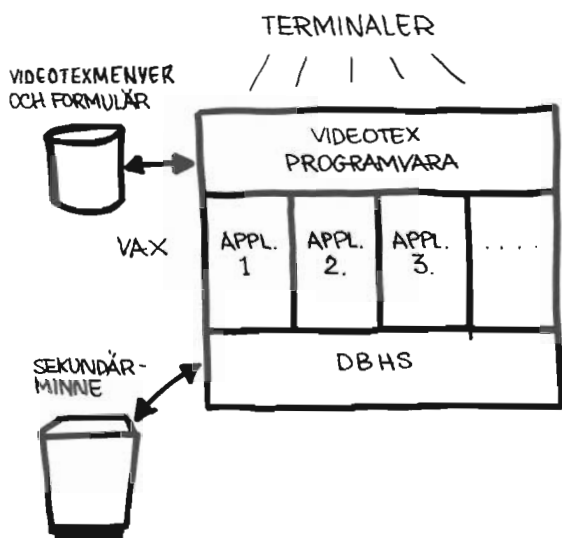 TERMINALER
VIDEOTEXMENYER
OCH FORMULÄR
VIDEOTEX
PROGRAMVARA
VAX
APPL.
1
APPL.
2.
APPL.
3.
.....
DBHS
SEKUNDÄR-
MINNE